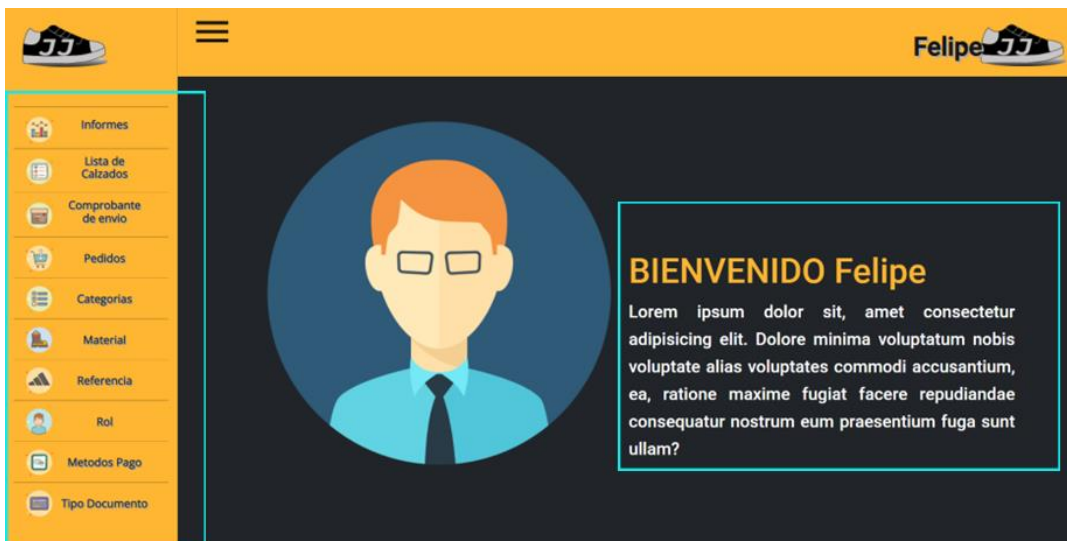 JJ
Felipe
JJ
Informes
Lista de
Calzados
Comprobante
de envio
Pedidos
Categorias
Material
Referencia
Rol
Metodos Pago
Tipo Documento
BIENVENIDO Felipe
Lorem ipsum dolor sit, amet consectetur
adipisicing elit. Dolore minima voluptatum nobis
voluptate alias voluptates commodi accusantium,
ea, ratione maxime fugiat facere repudiandae
consequatur nostrum eum praesentium fuga sunt
ullam?